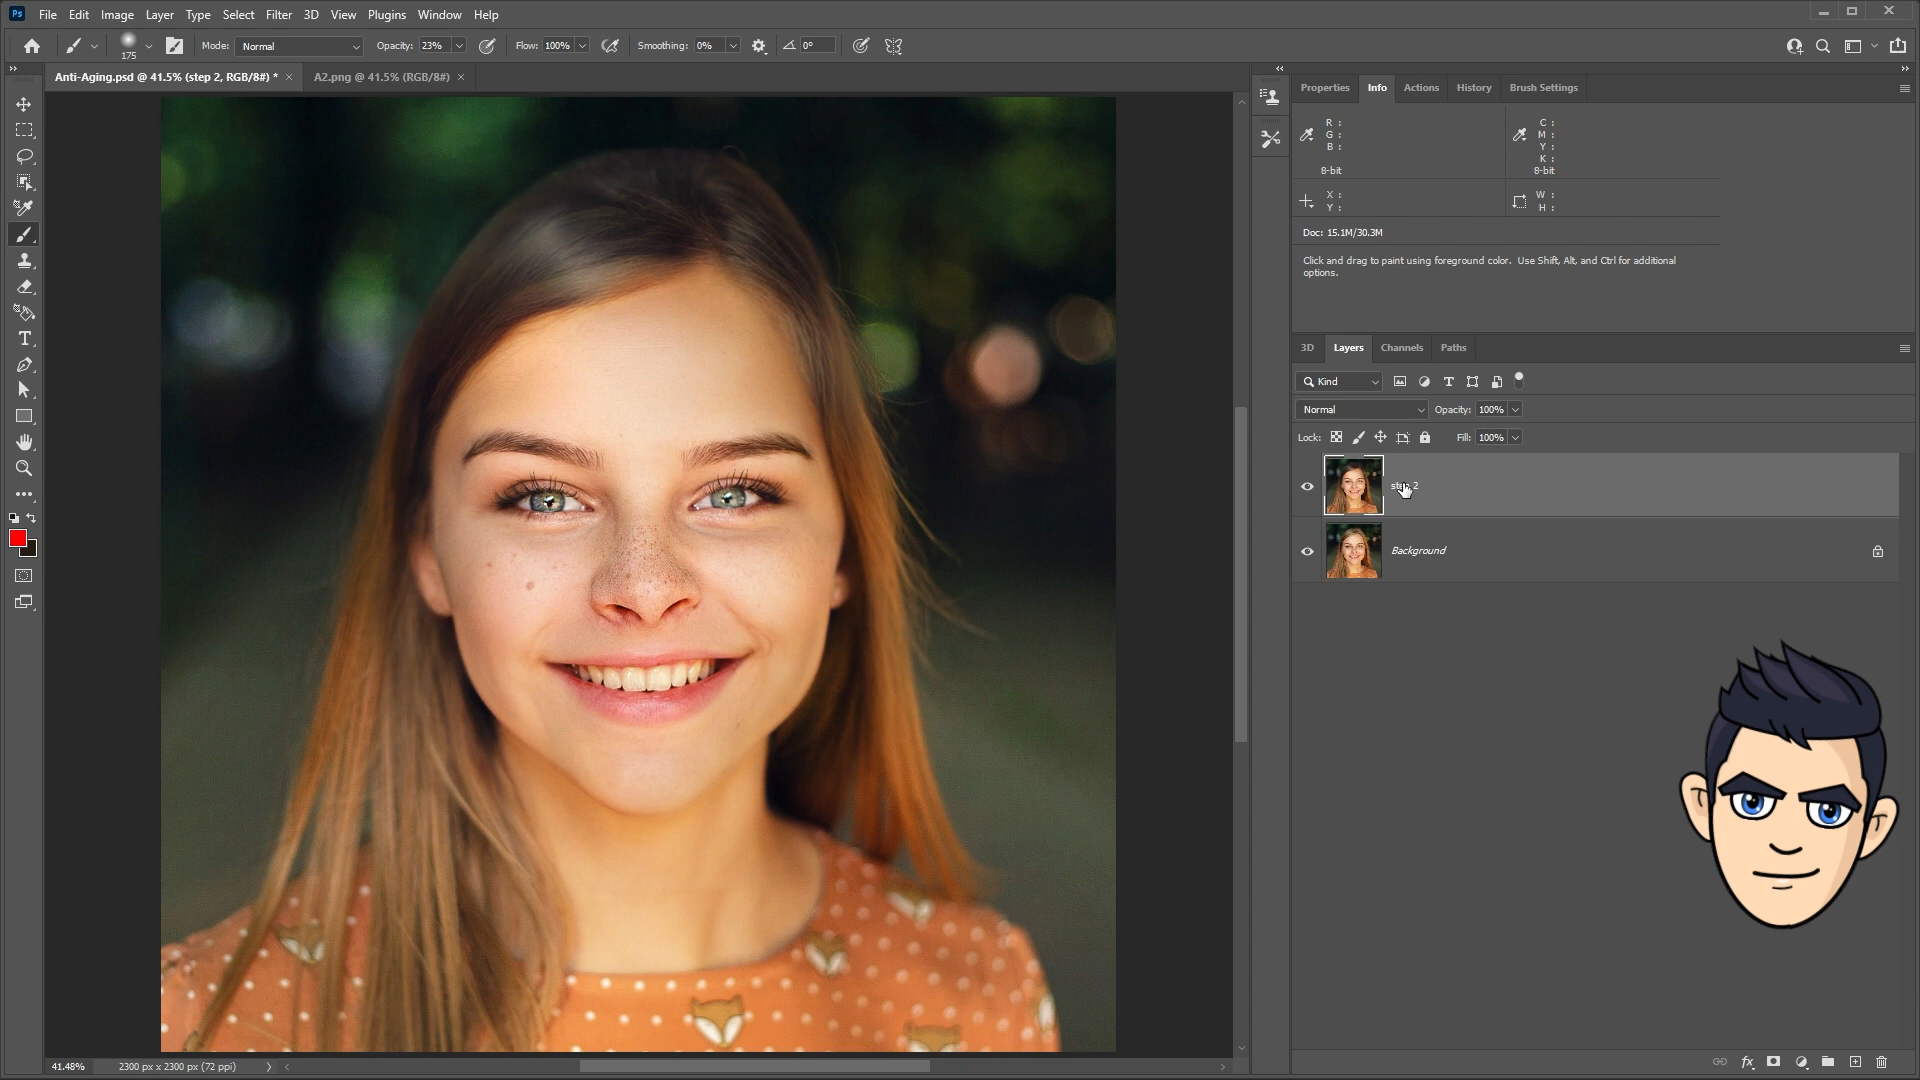 Ps File Edit Image Layer Type Select Filter 3D View Plugins Window Help
175 Mode: Normal Opacity: 23% Flow: 100% Smoothing: 0% 0°
Anti-Aging.psd @ 41.5% (step 2, RGB/8#) * × A2.png @ 41.5% (RGB/8#) ×
Properties Info Actions History Brush Settings
R :
G :
B :
8-bit
C :
M :
Y :
K :
8-bit
X :
Y :
W :
H :
Doc: 15.1M/30.3M
Click and drag to paint using foreground color. Use Shift, Alt, and Ctrl for additional
options.
3D Layers Channels Paths
Kind
Normal Opacity: 100%
Lock: Fill: 100%
step 2
Background
fx
41.48% 2300 px x 2300 px (72 ppi)